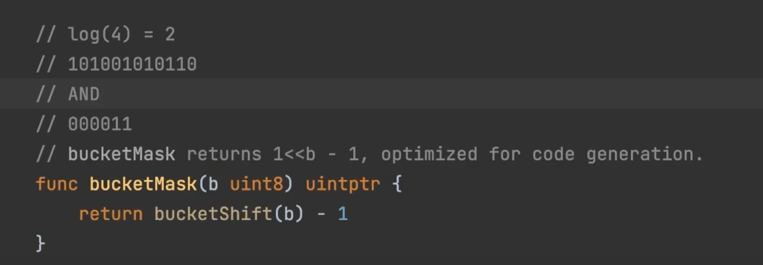 // log(4) = 2
// 101001010110
// AND
// 000011
// bucketMask returns 1<<b - 1, optimized for code generation.
func bucketMask(b uint8) uintptr {
    return bucketShift(b) - 1
}